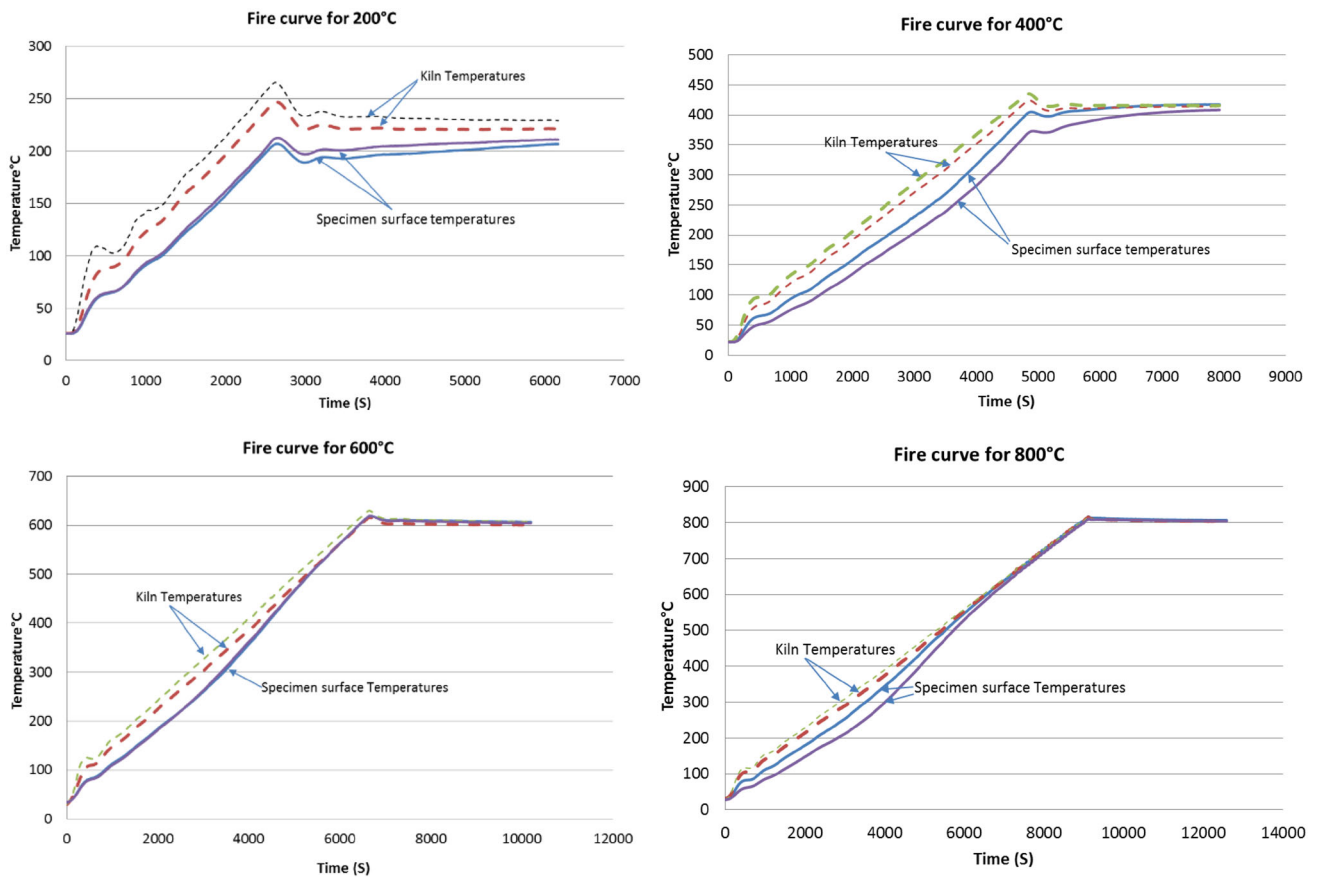 Fire curve for 200°C
300
250
200
150
100
50
0
Temperature°C
Kiln Temperatures
Specimen surface temperatures
0 1000 2000 3000 4000 5000 6000 7000
Time (S)
Fire curve for 400°C
500
450
400
350
300
250
200
150
100
50
0
Temperature°C
Kiln Temperatures
Specimen surface temperatures
0 1000 2000 3000 4000 5000 6000 7000 8000 9000
Time (S)
Fire curve for 600°C
700
600
500
400
300
200
100
0
Temperature°C
Kiln Temperatures
Specimen surface Temperatures
0 2000 4000 6000 8000 10000 12000
Time (S)
Fire curve for 800°C
900
800
700
600
500
400
300
200
100
0
Temperature°C
Kiln Temperatures
Specimen surface Temperatures
0 2000 4000 6000 8000 10000 12000 14000
Time (S)